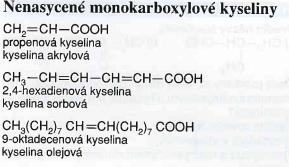 Nenasycené monokarboxylové kyseliny
CH₂=CH—COOH
propenová kyselina
kyselina akrylová
CH₃—CH=CH—CH=CH—COOH
2,4-hexadienová kyselina
kyselina sorbová
CH₃(CH₂)₇ CH=CH(CH₂)₇ COOH
9-oktadecenová kyselina
kyselina olejová